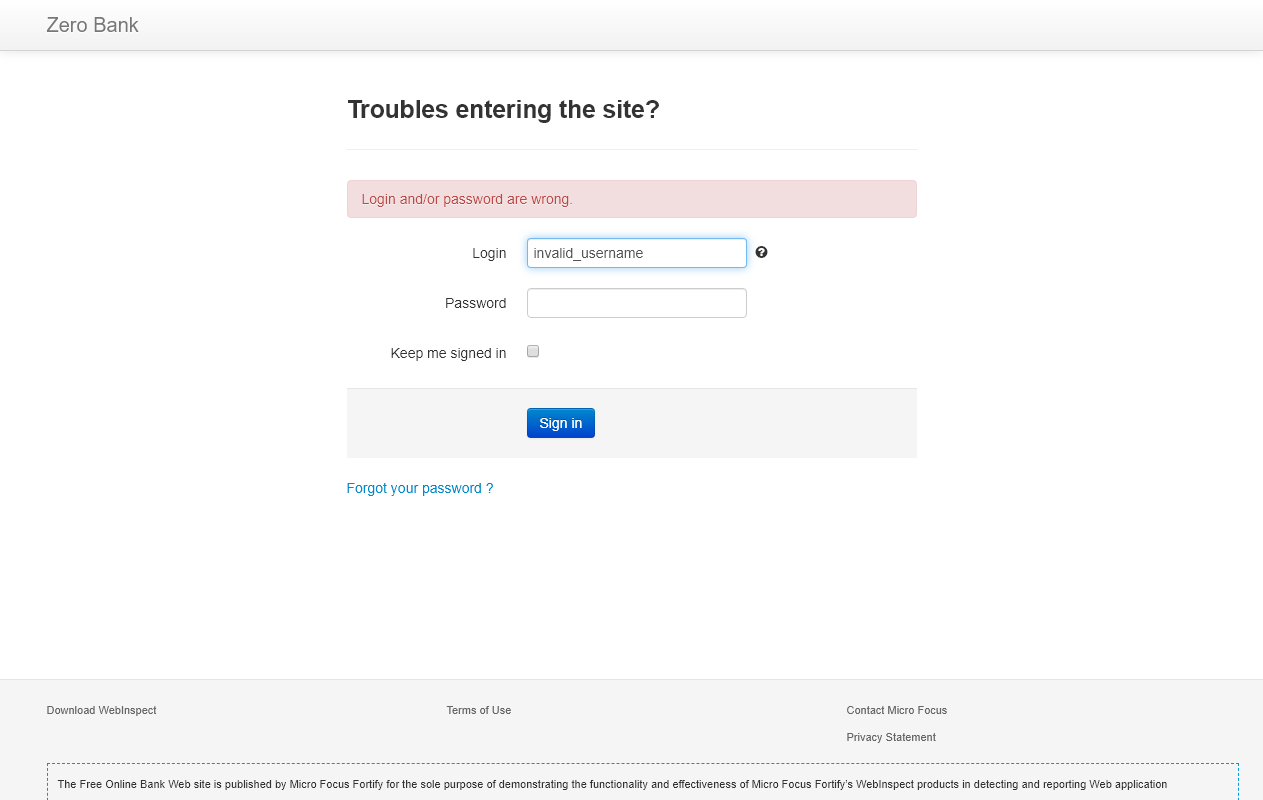 Zero Bank
Troubles entering the site?
Login and/or password are wrong.
Login invalid_username
Password
Keep me signed in
Sign in
Forgot your password ?
Download WebInspect Terms of Use Contact Micro Focus
Privacy Statement
The Free Online Bank Web site is published by Micro Focus Fortify for the sole purpose of demonstrating the functionality and effectiveness of Micro Focus Fortify's WebInspect products in detecting and reporting Web application